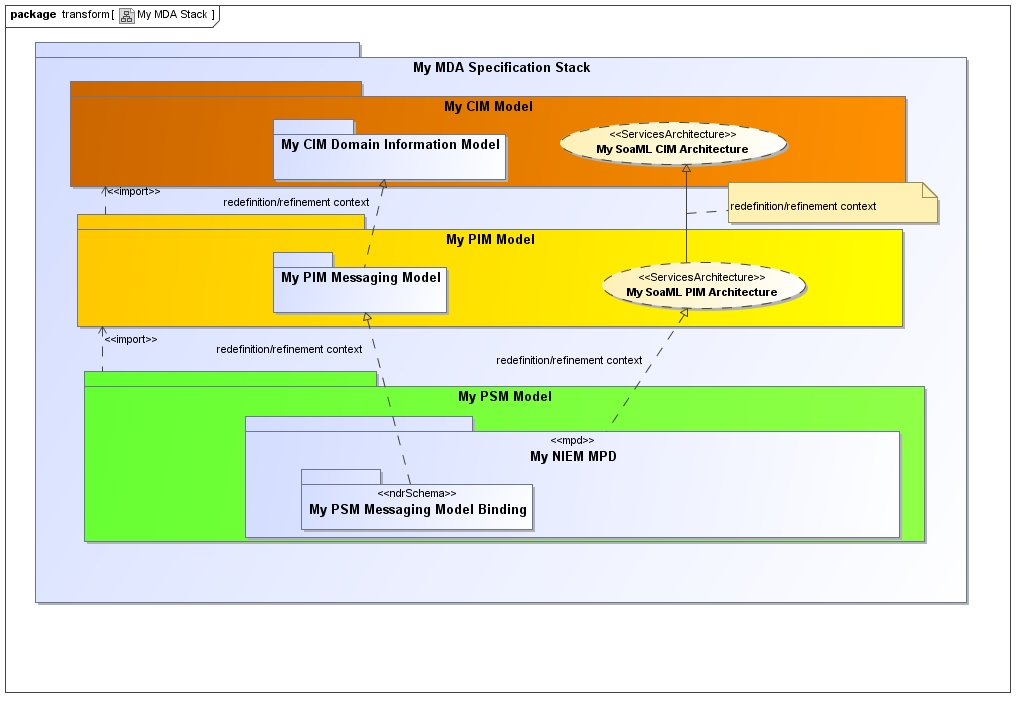 package transform[ My MDA Stack ]
My MDA Specification Stack
My CIM Model
My CIM Domain Information Model
<<ServicesArchitecture>>
My SoaML CIM Architecture
<<import>>
redefinition/refinement context
redefinition/refinement context
My PIM Model
My PIM Messaging Model
<<ServicesArchitecture>>
My SoaML PIM Architecture
<<import>>
redefinition/refinement context
redefinition/refinement context
My PSM Model
<<mpd>>
My NIEM MPD
<<ndrSchema>>
My PSM Messaging Model Binding